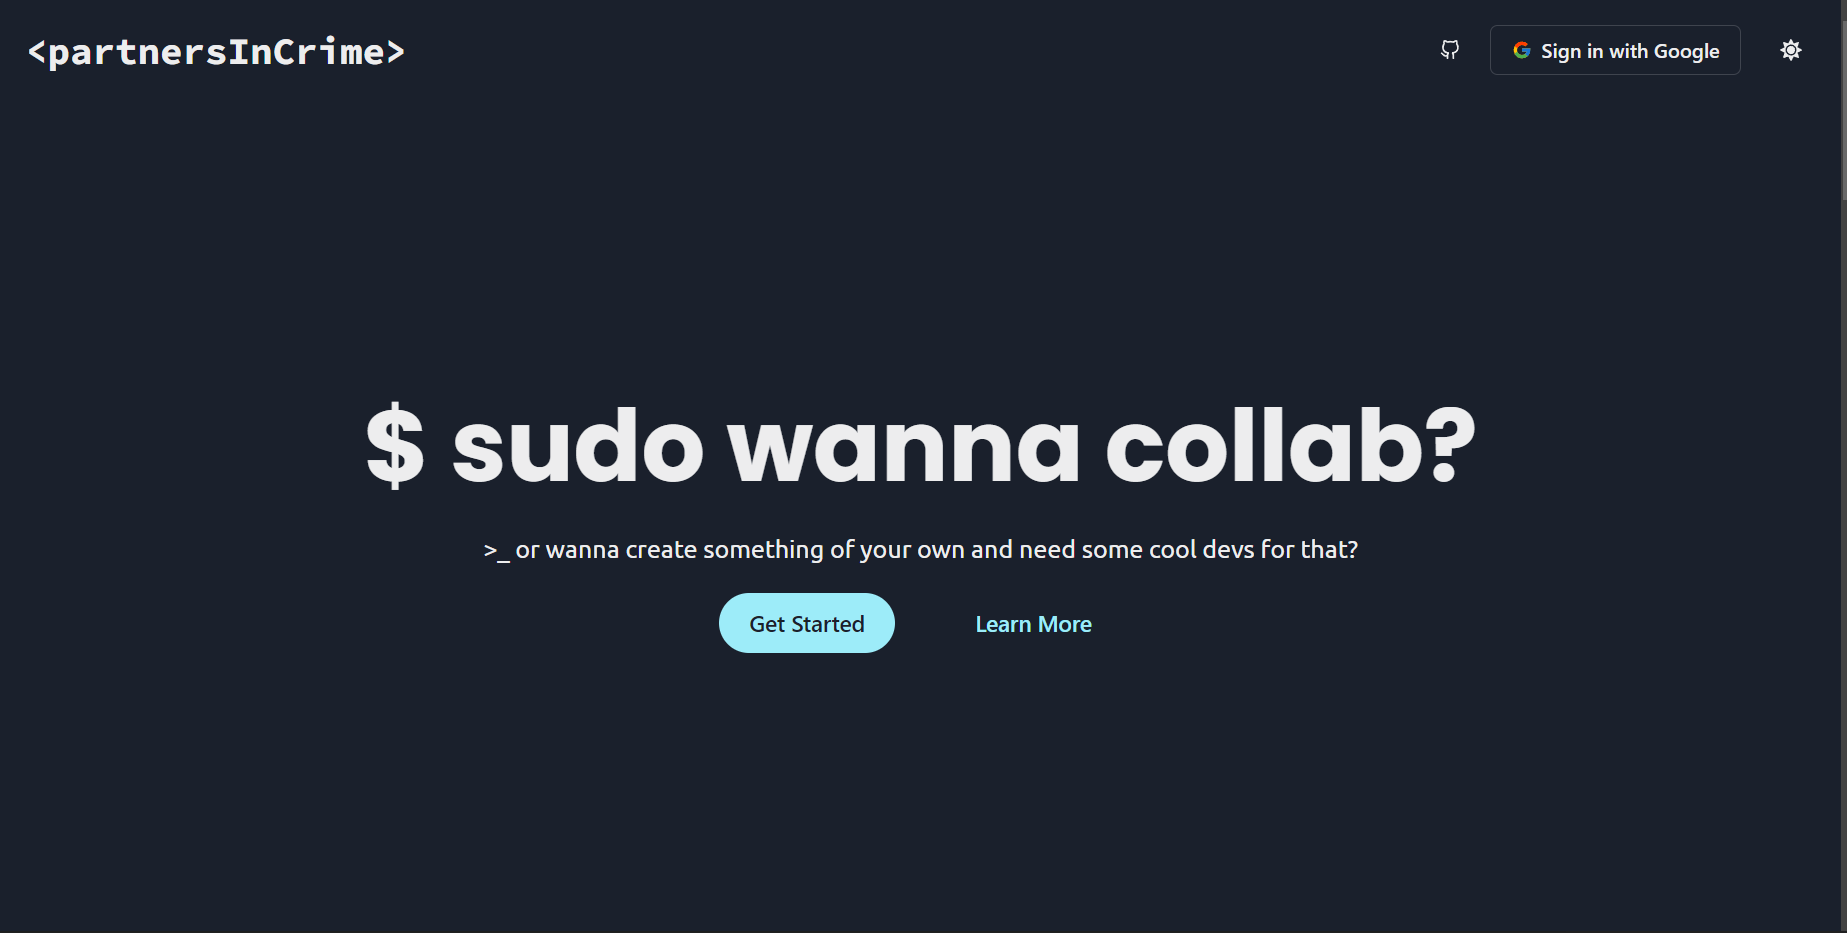 <partnersInCrime>
Sign in with Google
$ sudo wanna collab?
>_ or wanna create something of your own and need some cool devs for that?
Get Started
Learn More